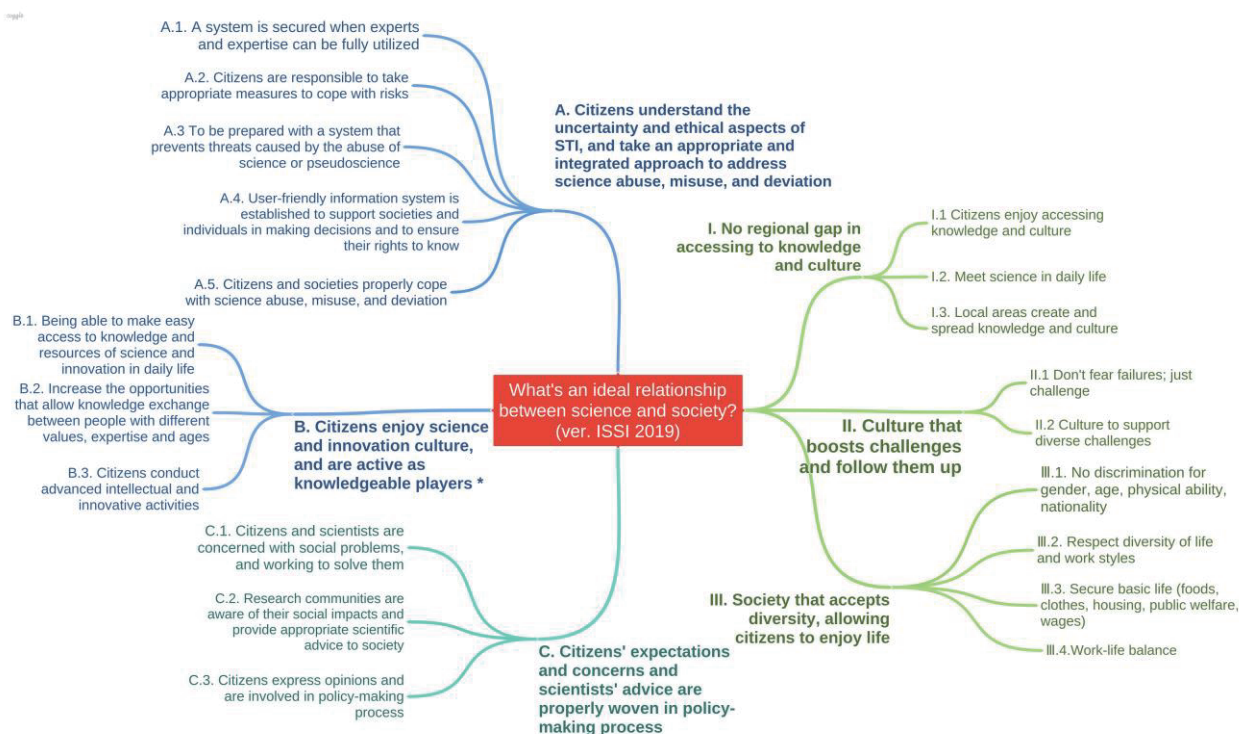 A.1. A system is secured when experts
and expertise can be fully utilized
A.2. Citizens are responsible to take
appropriate measures to cope with risks
A.3 To be prepared with a system that
prevents threats caused by the abuse of
science or pseudoscience
A.4. User-friendly information system is
established to support societies and
individuals in making decisions and to ensure
their rights to know
A.5. Citizens and societies properly cope
with science abuse, misuse, and deviation
A. Citizens understand the
uncertainty and ethical aspects of
STI, and take an appropriate and
integrated approach to address
science abuse, misuse, and deviation
B.1. Being able to make easy
access to knowledge and
resources of science and
innovation in daily life
B.2. Increase the opportunities
that allow knowledge exchange
between people with different
values, expertise and ages
B.3. Citizens conduct
advanced intellectual and
innovative activities
B. Citizens enjoy science
and innovation culture,
and are active as
knowledgeable players *
C.1. Citizens and scientists are
concerned with social problems,
and working to solve them
C.2. Research communities are
aware of their social impacts and
provide appropriate scientific
advice to society
C.3. Citizens express opinions and
are involved in policy-making
process
C. Citizens' expectations
and concerns and
scientists' advice are
properly woven in policy-
making process
What's an ideal relationship
between science and society?
(ver. ISSI 2019)
I. No regional gap in
accessing to knowledge
and culture
I.1 Citizens enjoy accessing
knowledge and culture
I.2. Meet science in daily life
I.3. Local areas create and
spread knowledge and culture
II. Culture that
boosts challenges
and follow them up
II.1 Don't fear failures; just
challenge
II.2 Culture to support
diverse challenges
III. Society that accepts
diversity, allowing
citizens to enjoy life
Ⅲ.1. No discrimination for
gender, age, physical ability,
nationality
Ⅲ.2. Respect diversity of life
and work styles
Ⅲ.3. Secure basic life (foods,
clothes, housing, public welfare,
wages)
Ⅲ.4.Work-life balance